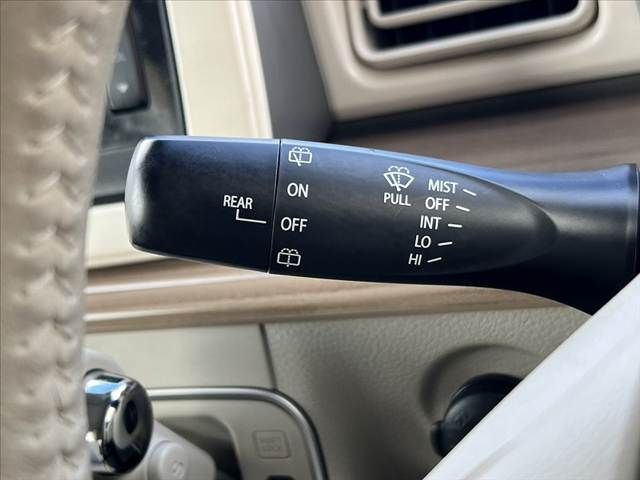 REAR
ON
OFF
PULL
MIST
OFF
INT
LO
HI